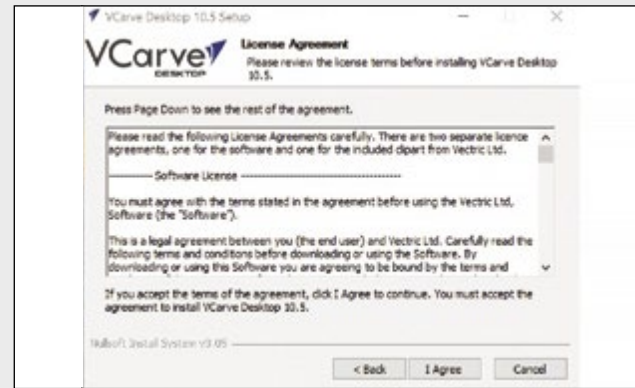 VCarve Desktop 10.5 Setup
VCarve
DESKTOP
License Agreement
Please review the license terms before installing VCarve Desktop
10.5.
Press Page Down to see the rest of the agreement.
Please read the following License Agreements carefully. There are two separate licence
agreements, one for the software and one for the included clipart from Vectric Ltd.
----------- Software License ----------------------------------------
You must agree with the terms stated in the agreement before using the Vectric Ltd,
Software (the "Software").
This is a legal agreement between you (the end user) and Vectric Ltd. Carefully read the
following terms and conditions before downloading or using the Software. By
downloading or using this Software you are agreeing to be bound by the terms and
If you accept the terms of the agreement, click I Agree to continue. You must accept the
agreement to install VCarve Desktop 10.5.
Nullsoft Install System v3.05
< Back
I Agree
Cancel